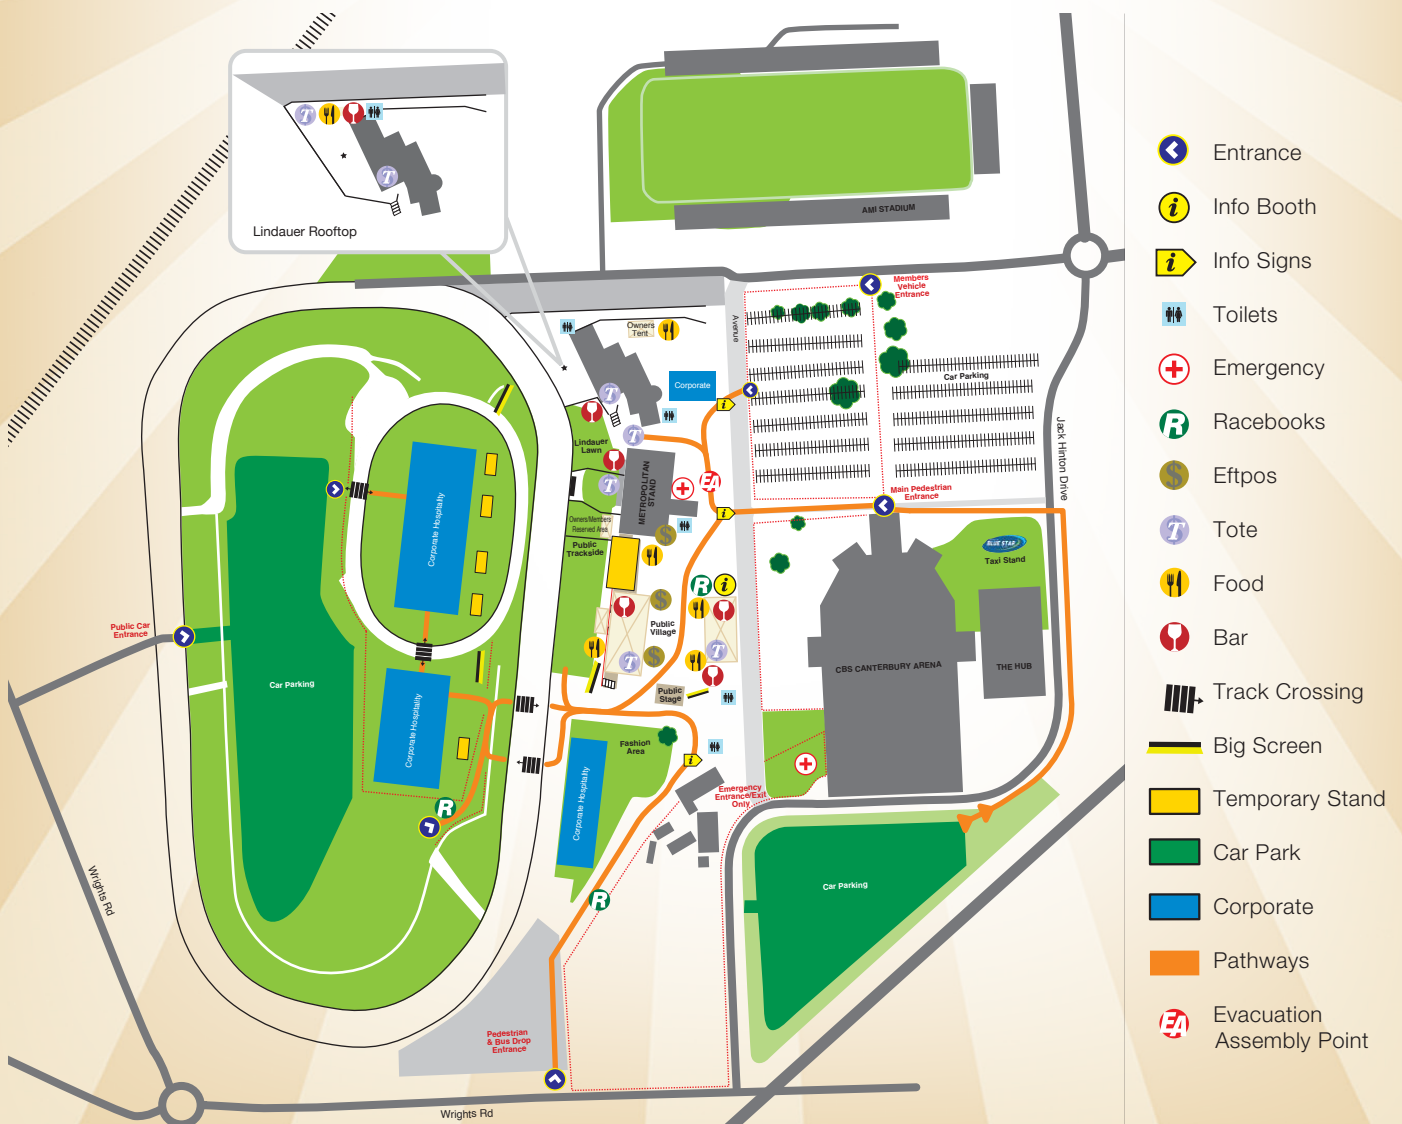 Lindauer Rooftop
AMI STADIUM
Members
Vehicle
Entrance
Avenue
Owners
Tent
Corporate
Car Parking
Jack Hinton Drive
Lindauer
Lawn
METROPOLITAN
STAND
Main Pedestrian
Entrance
Owners/Members
Reserved Area
Public
Trackside
BLUE STAR
Taxi Stand
Corporate Hospitality
Public Car
Entrance
Public
Village
CBS CANTERBURY ARENA
THE HUB
Car Parking
Public
Stage
Corporate Hospitality
Fashion
Area
Corporate Hospitality
Emergency
Entrance/Exit
Only
Car Parking
Wrights Rd
Pedestrian
& Bus Drop
Entrance
Wrights Rd
Entrance
Info Booth
Info Signs
Toilets
Emergency
Racebooks
Eftpos
Tote
Food
Bar
Track Crossing
Big Screen
Temporary Stand
Car Park
Corporate
Pathways
EA
Evacuation
Assembly Point